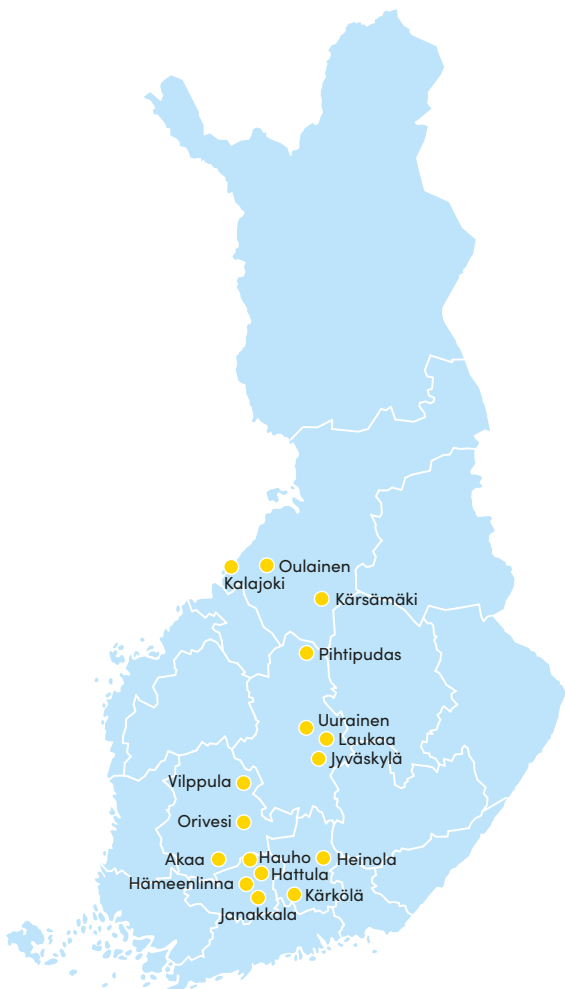 Oulainen
Kalajoki
Kärsämäki
Pihtipudas
Uurainen
Laukaa
Jyväskylä
Vilppula
Orivesi
Akaa
Hauho
Heinola
Hattula
Hämeenlinna
Kärkölä
Janakkala